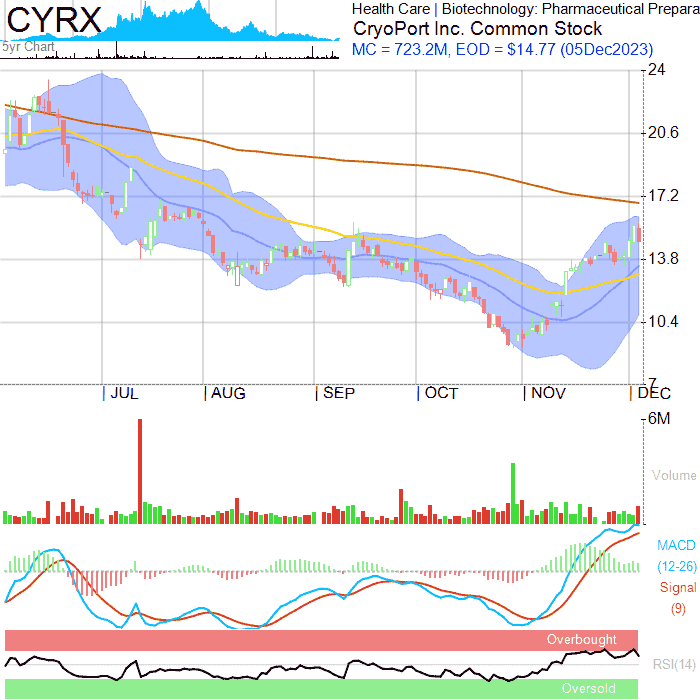 CYRX
5yr Chart
Health Care | Biotechnology: Pharmaceutical Prepara
CryoPort Inc. Common Stock
MC = 723.2M, EOD = $14.77 (05Dec2023)
24
20.6
17.2
13.8
10.4
7
JUL AUG SEP OCT NOV DEC
6M
Volume
MACD
(12-26)
Signal
(9)
Overbought
RSI(14)
Oversold